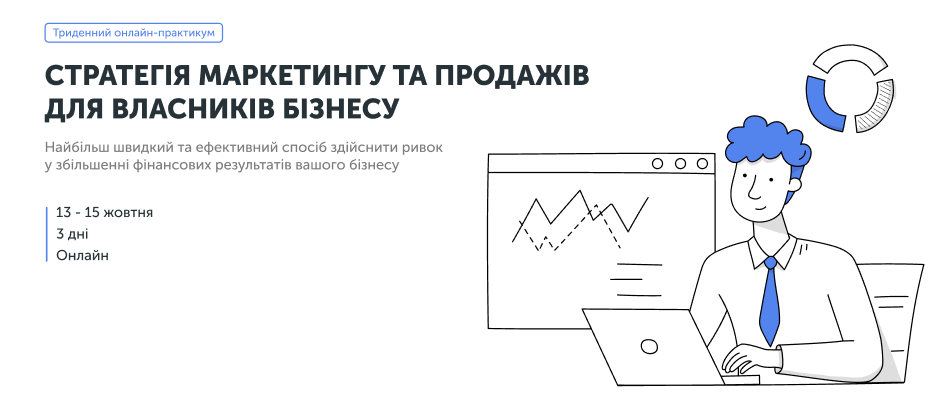 Триденний онлайн-практикум
СТРАТЕГІЯ МАРКЕТИНГУ ТА ПРОДАЖІВ
ДЛЯ ВЛАСНИКІВ БІЗНЕСУ
Найбільш швидкий та ефективний спосіб здійснити ривок
у збільшенні фінансових результатів вашого бізнесу
13 - 15 жовтня
3 дні
Онлайн